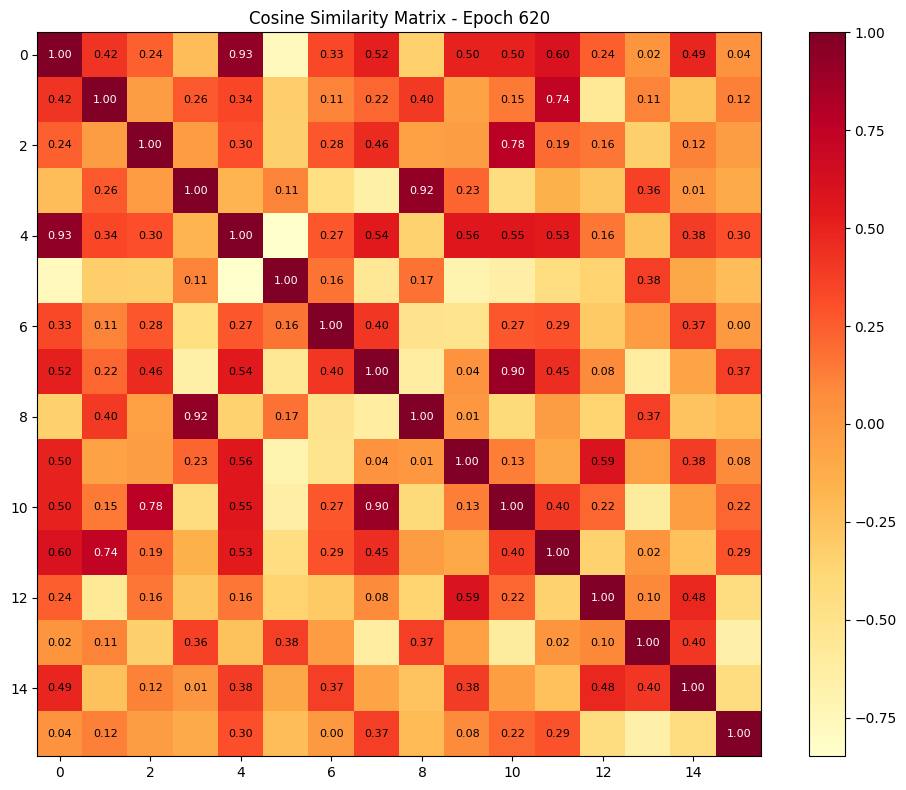 Cosine Similarity Matrix - Epoch 620
0 1.00 0.42 0.24 0.93 0.33 0.52 0.50 0.50 0.60 0.24 0.02 0.49 0.04 1.00
0.42 1.00 0.26 0.34 0.11 0.22 0.40 0.15 0.74 0.11 0.12
2 0.24 1.00 0.30 0.28 0.46 0.78 0.19 0.16 0.12 0.75
0.26 1.00 0.11 0.92 0.23 0.36 0.01
4 0.93 0.34 0.30 1.00 0.27 0.54 0.56 0.55 0.53 0.16 0.38 0.30 0.50
0.11 1.00 0.16 0.17 0.38
6 0.33 0.11 0.28 0.27 0.16 1.00 0.40 0.27 0.29 0.37 0.00 0.25
0.52 0.22 0.46 0.54 0.40 1.00 0.04 0.90 0.45 0.08 0.37
8 0.40 0.92 0.17 1.00 0.01 0.37 0.00
0.50 0.23 0.56 0.04 0.01 1.00 0.13 0.59 0.38 0.08
10 0.50 0.15 0.78 0.55 0.27 0.90 0.13 1.00 0.40 0.22 0.22 −0.25
0.60 0.74 0.19 0.53 0.29 0.45 0.40 1.00 0.02 0.29
12 0.24 0.16 0.16 0.08 0.59 0.22 1.00 0.10 0.48
0.02 0.11 0.36 0.38 0.37 0.02 0.10 1.00 0.40 −0.50
14 0.49 0.12 0.01 0.38 0.37 0.38 0.48 0.40 1.00
0.04 0.12 0.30 0.00 0.37 0.08 0.22 0.29 1.00 −0.75
0 2 4 6 8 10 12 14